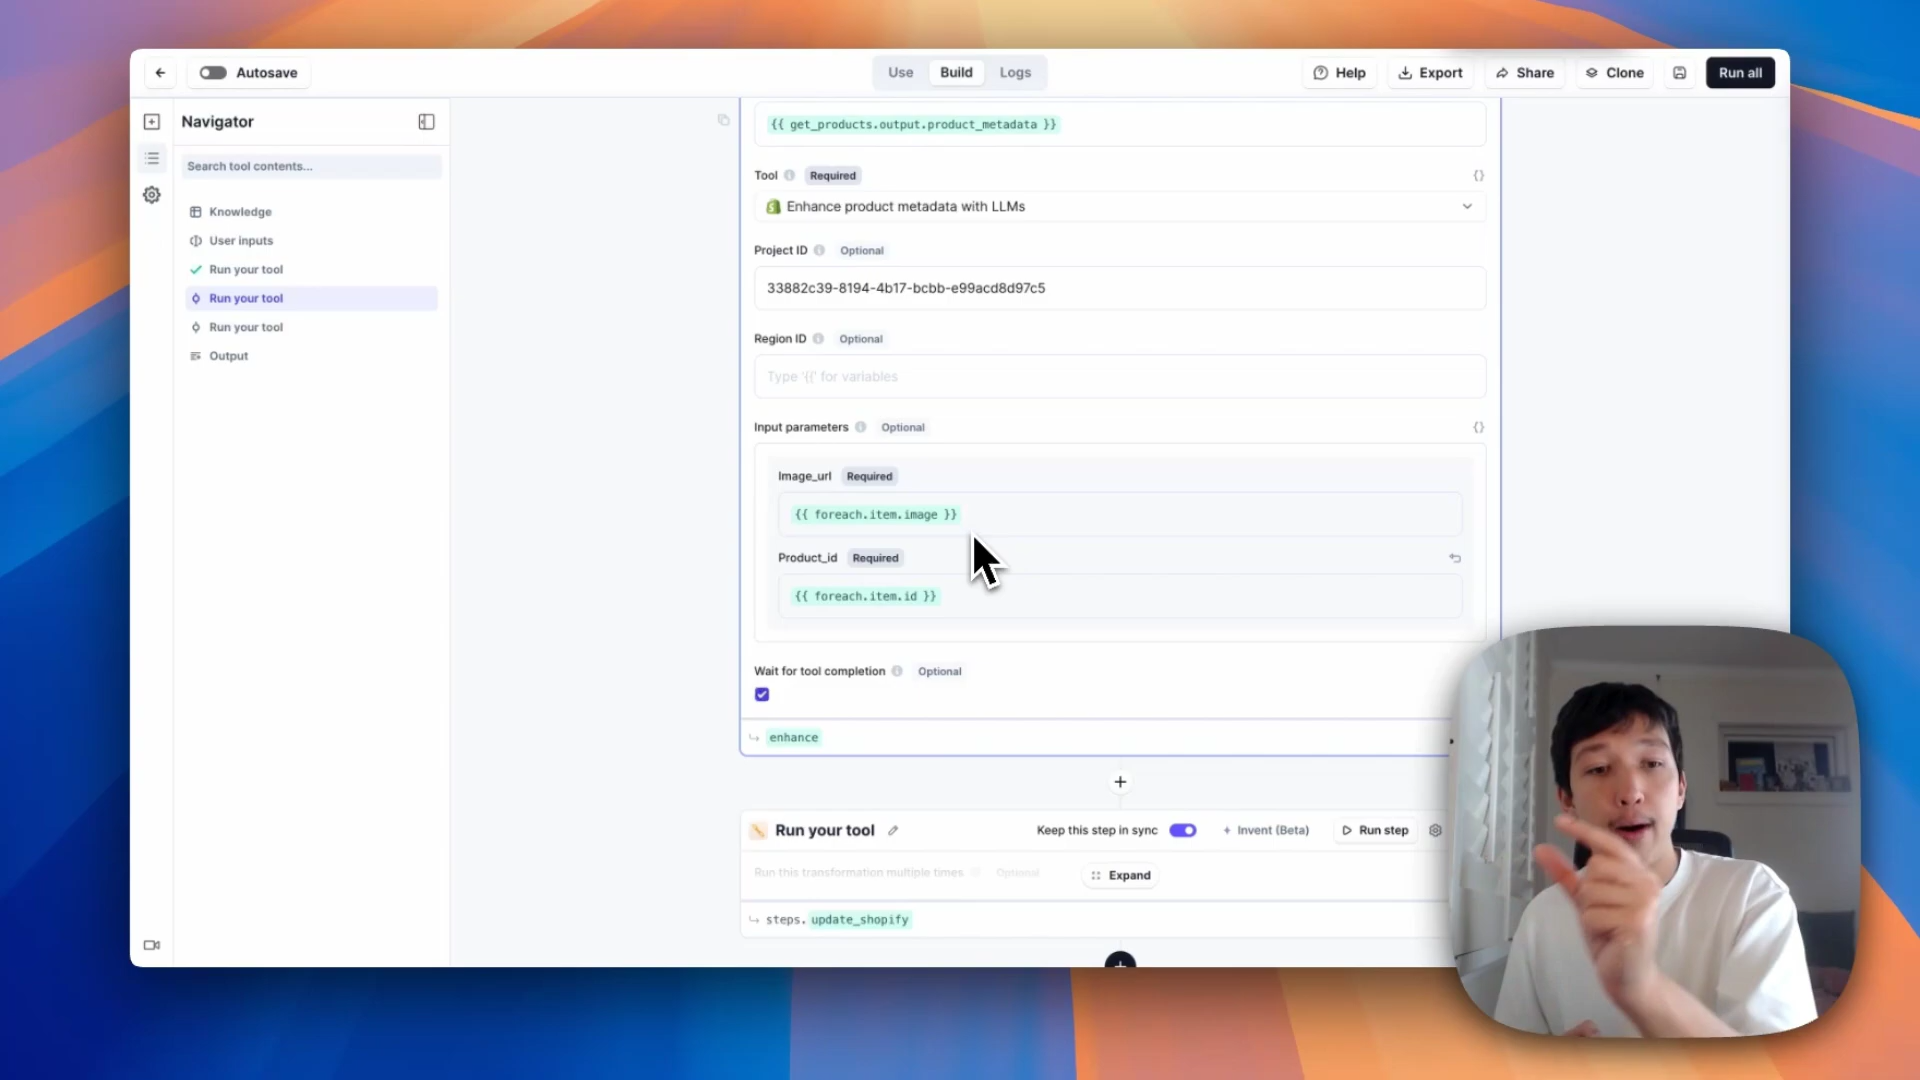 Autosave
Use Build Logs
Help Export Share Clone Run all
Navigator
Search tool contents...
Knowledge
User inputs
Run your tool
Run your tool
Run your tool
Output
{{ get_products.output.product_metadata }}
Tool Required {}
Enhance product metadata with LLMs
Project ID Optional
33882c39-8194-4b17-bcbb-e99acd8d97c5
Region ID Optional
Type '{{' for variables
Input parameters Optional {}
Image_url Required
{{ foreach.item.image }}
Product_id Required
{{ foreach.item.id }}
Wait for tool completion Optional
enhance
Run your tool Keep this step in sync + Invent (Beta) Run step
Run this transformation multiple times Optional Expand
steps. update_shopify